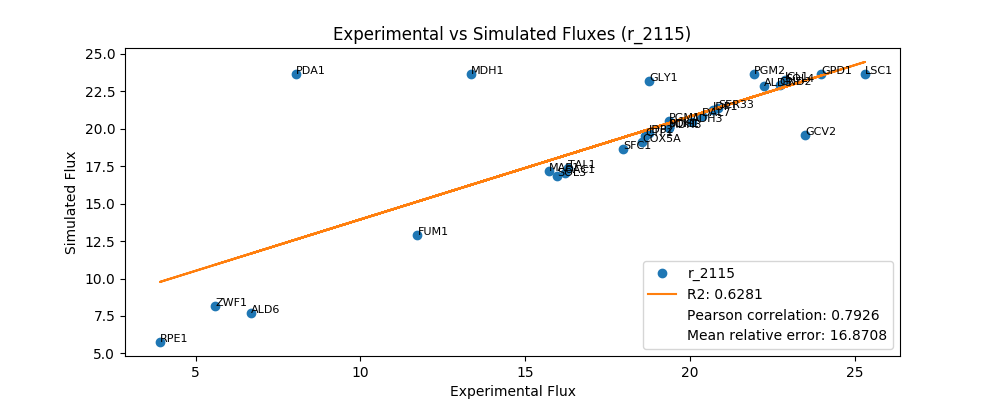 Experimental vs Simulated Fluxes (r_2115)
25.0
22.5
20.0
17.5
15.0
12.5
10.0
7.5
5.0
Simulated Flux
PDA1
MDH1
GLY1
PGM2
GPD1
LSC1
GCV2
SER33
COX5A
SFC1
TAL1
FUM1
ZWF1
ALD6
RPE1
r_2115
R2: 0.6281
Pearson correlation: 0.7926
Mean relative error: 16.8708
5
10
15
20
25
Experimental Flux